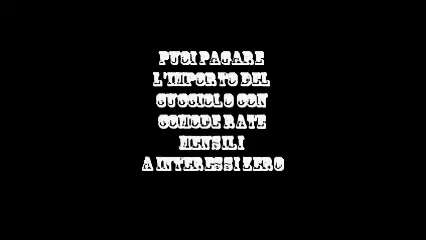 PUOI PAGARE
L'IMPORTO DEL
CUCCIOLO CON
COMODE RATE
MENSILI
A INTERESSI ZERO